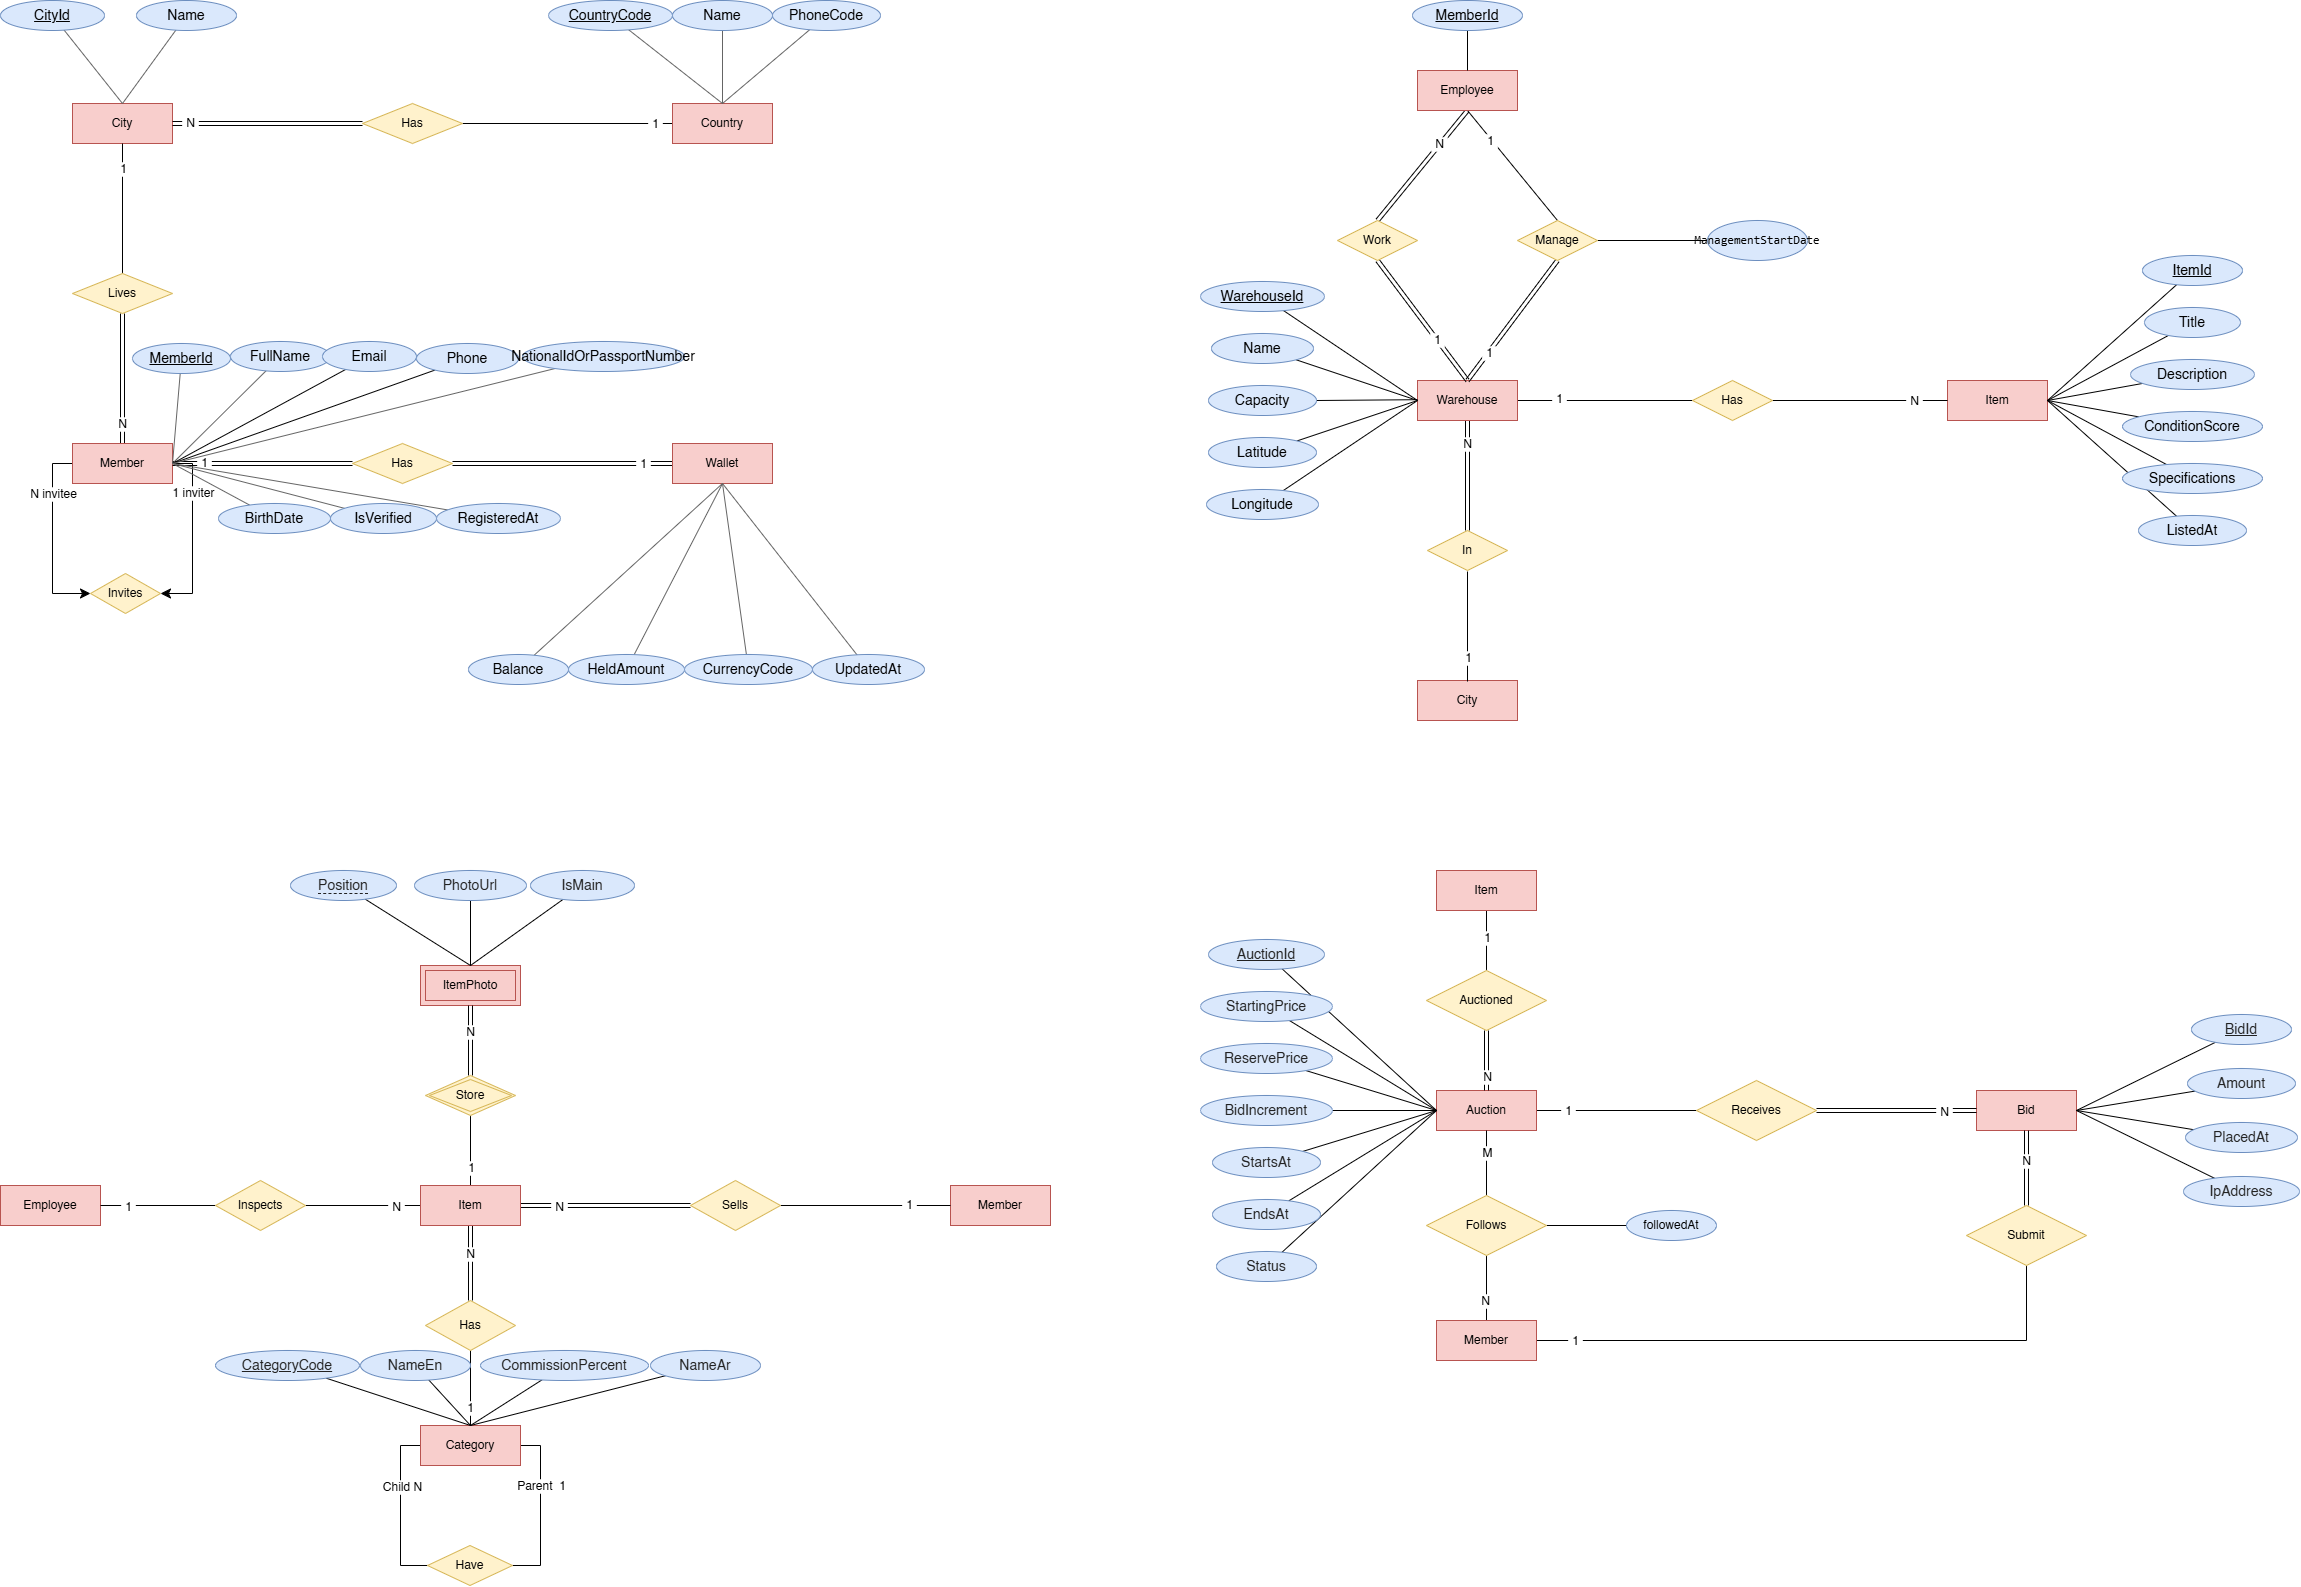 CityId
Name
CountryCode
Name
PhoneCode
City
N
Has
1
Country
1
Lives
MemberId
FullName
Email
Phone
NationalIdOrPassportNumber
N
Member
1
Has
1
Wallet
N invitee
1 inviter
BirthDate
IsVerified
RegisteredAt
Invites
Balance
HeldAmount
CurrencyCode
UpdatedAt
MemberId
Employee
N
1
Work
Manage
ManagementStartDate
WarehouseId
Name
Capacity
Latitude
Longitude
1
1
Warehouse
1
Has
N
Item
ItemId
Title
Description
ConditionScore
Specifications
ListedAt
N
In
1
City
Position
PhotoUrl
IsMain
ItemPhoto
N
Store
1
Employee
1
Inspects
N
Item
N
Sells
1
Member
N
Has
CategoryCode
NameEn
CommissionPercent
NameAr
1
Category
Child N
Parent 1
Have
Item
1
Auctioned
N
AuctionId
StartingPrice
ReservePrice
BidIncrement
StartsAt
EndsAt
Status
Auction
1
Receives
N
Bid
BidId
Amount
PlacedAt
IpAddress
M
Follows
followedAt
N
Member
1
N
Submit